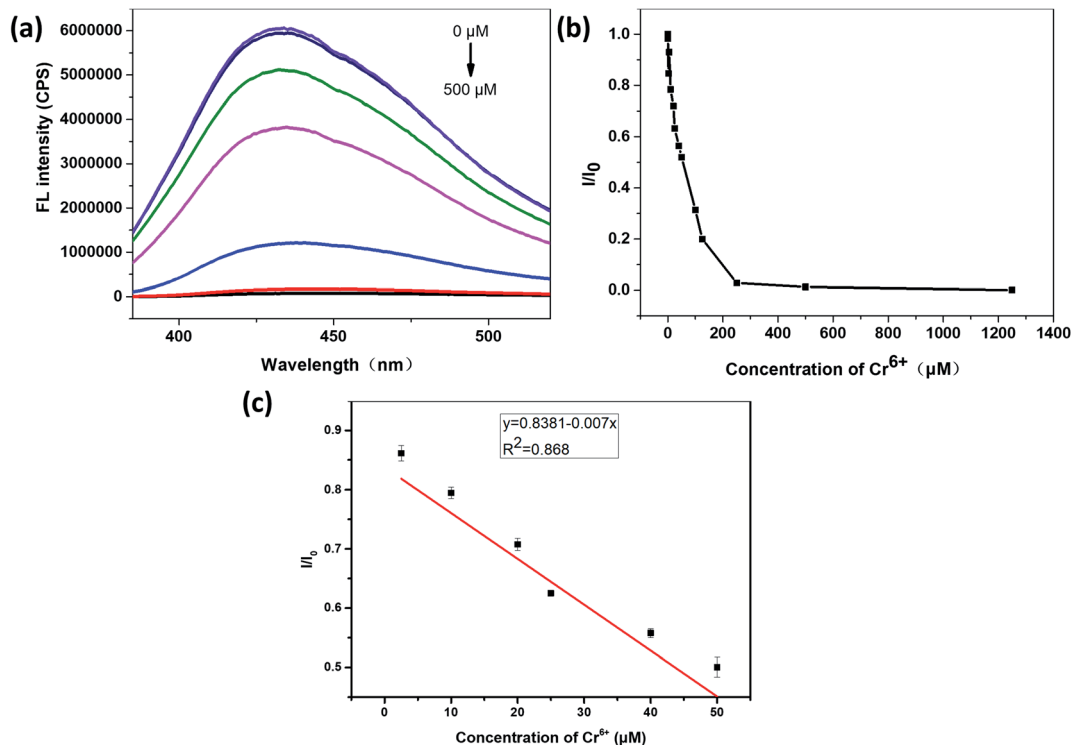 (a)
FL intensity (CPS)
6000000
5000000
4000000
3000000
2000000
1000000
0
0 µM
500 µM
400
450
500
Wavelength（nm）
(b)
I/I0
1.0
0.8
0.6
0.4
0.2
0.0
0
200
400
600
800
1000
1200
1400
Concentration of Cr6+（µM）
(c)
I/I0
0.9
0.8
0.7
0.6
0.5
y=0.8381-0.007x
R2=0.868
0
10
20
30
40
50
Concentration of Cr6+ (µM)